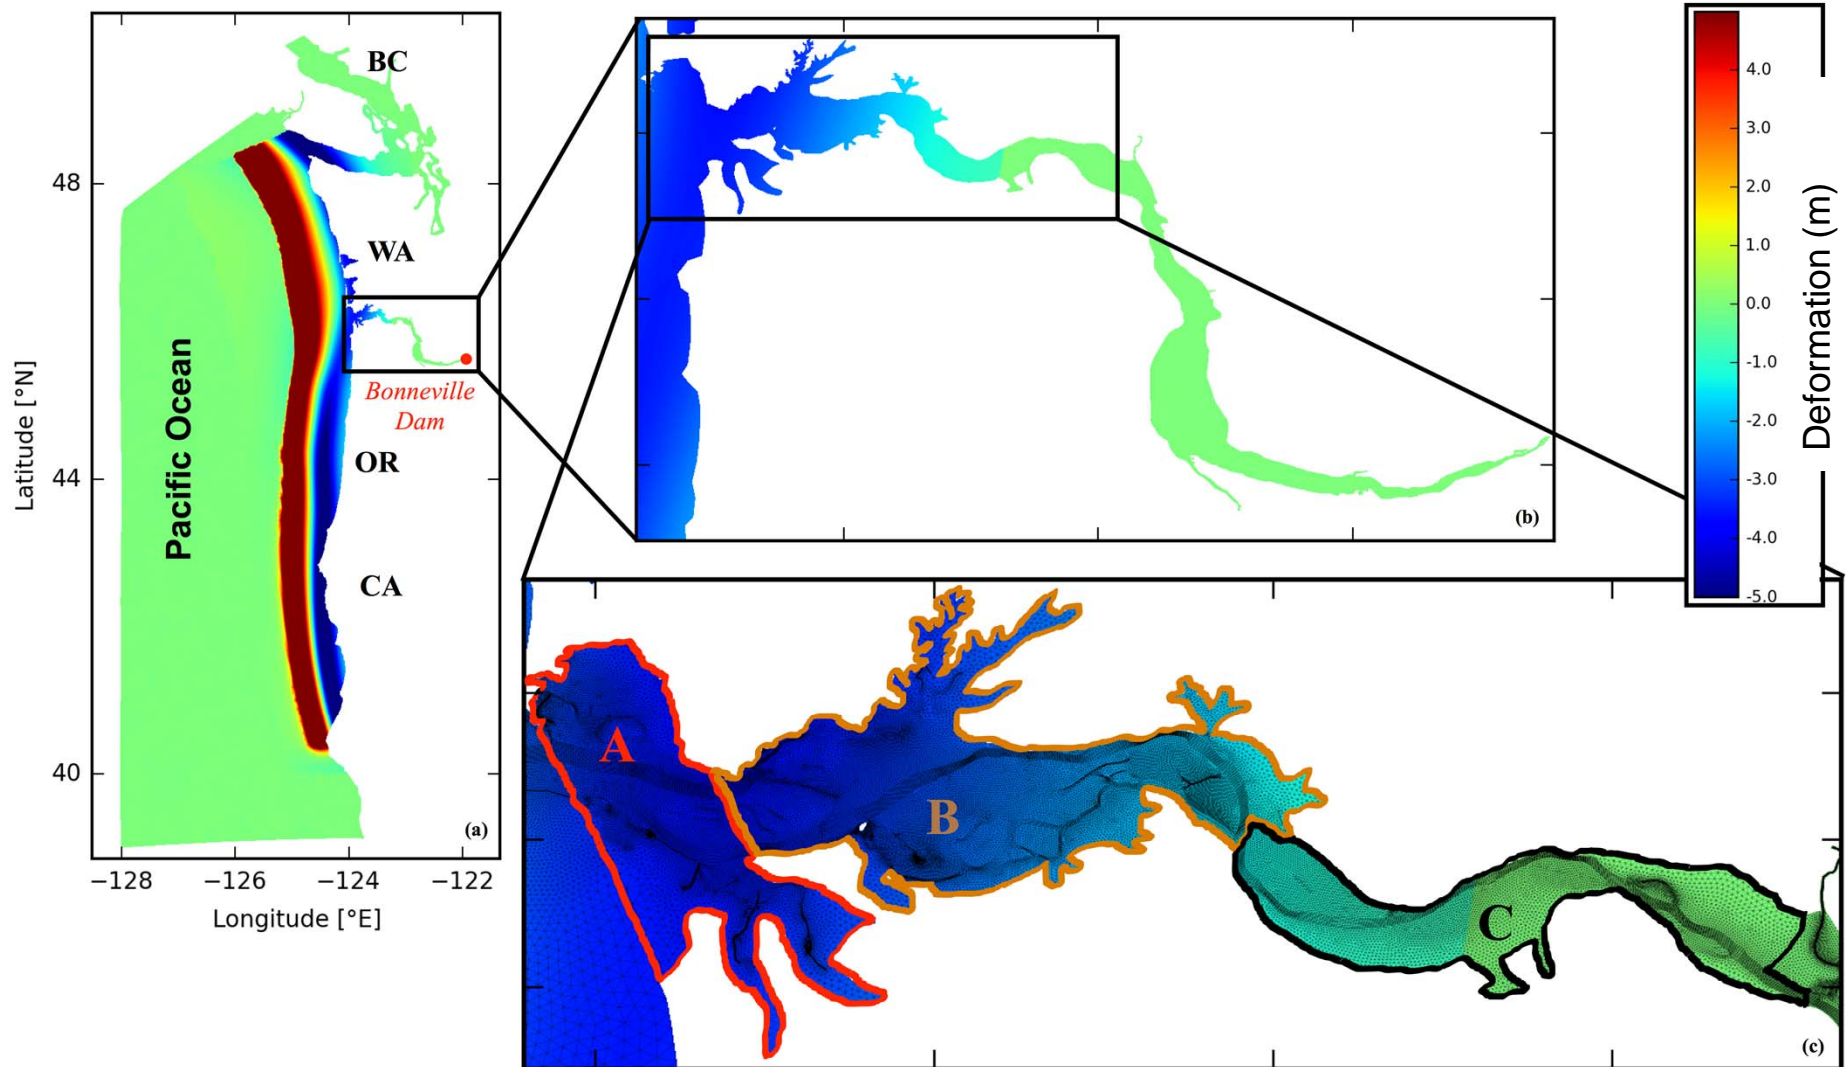 BC
48
WA
Latitude [°N]
Pacific Ocean
Bonneville
Dam
44
OR
CA
40
(a)
−128
−126
−124
−122
Longitude [°E]
(b)
4.0
3.0
2.0
1.0
0.0
-1.0
-2.0
-3.0
-4.0
-5.0
Deformation (m)
A
B
C
(c)